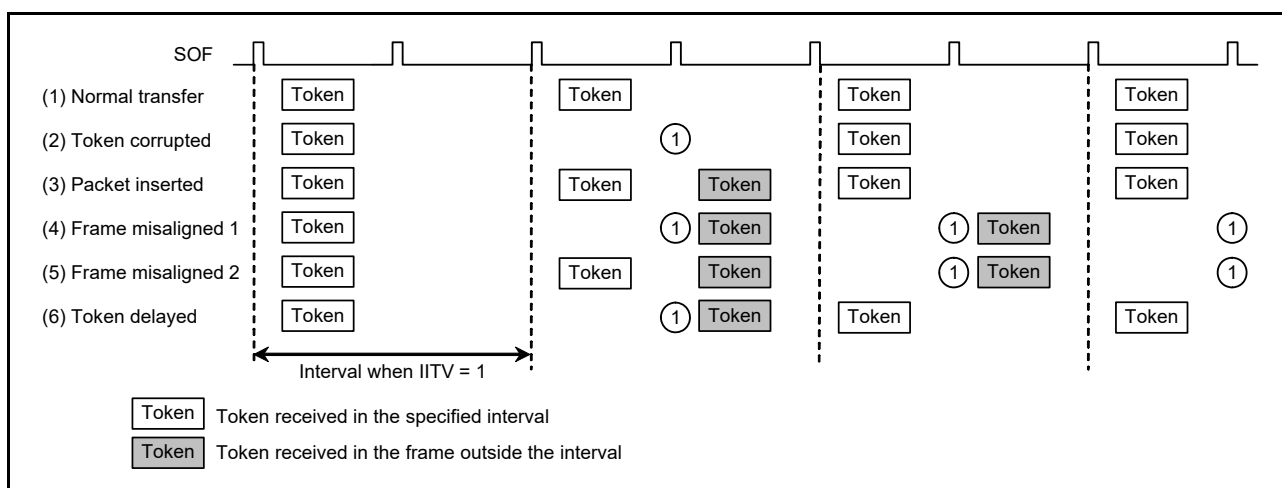 SOF
(1) Normal transfer Token Token Token Token
(2) Token corrupted Token 1 Token Token
(3) Packet inserted Token Token Token Token Token
(4) Frame misaligned 1 Token 1 Token 1 Token 1
(5) Frame misaligned 2 Token Token Token 1 Token 1
(6) Token delayed Token 1 Token Token Token
Interval when IITV = 1
Token Token received in the specified interval
Token Token received in the frame outside the interval